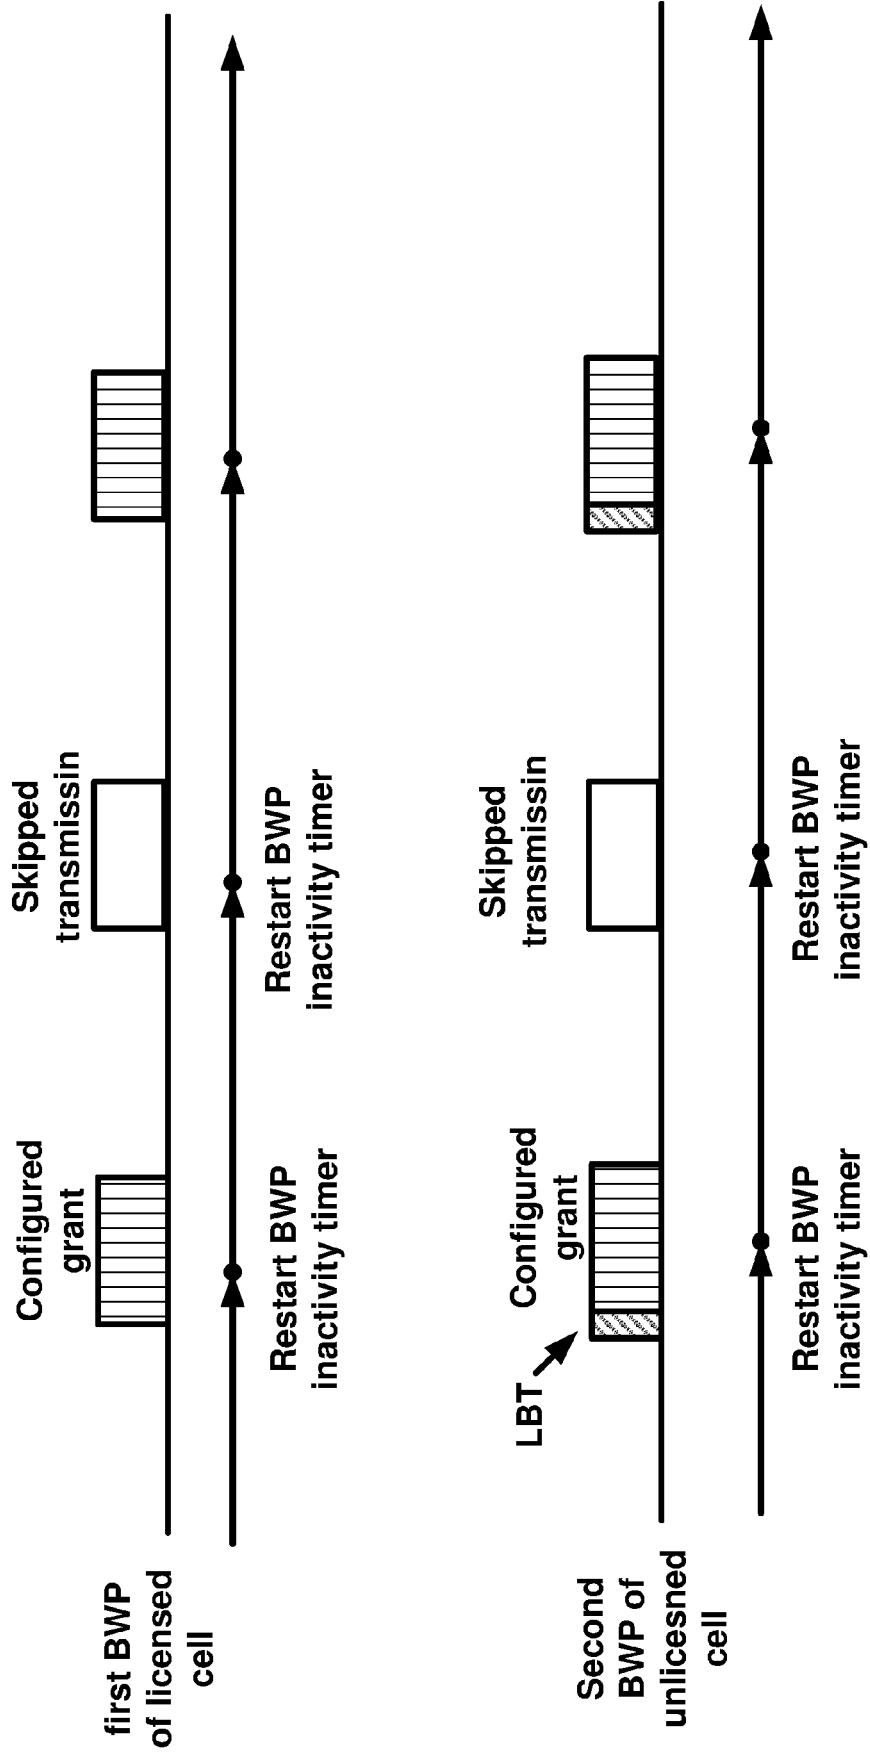 first BWP
of licensed
cell
Configured
grant
Skipped
transmissin
Restart BWP
inactivity timer
Restart BWP
inactivity timer
Second
BWP of
unlicesned
cell
LBT
Configured
grant
Skipped
transmissin
Restart BWP
inactivity timer
Restart BWP
inactivity timer